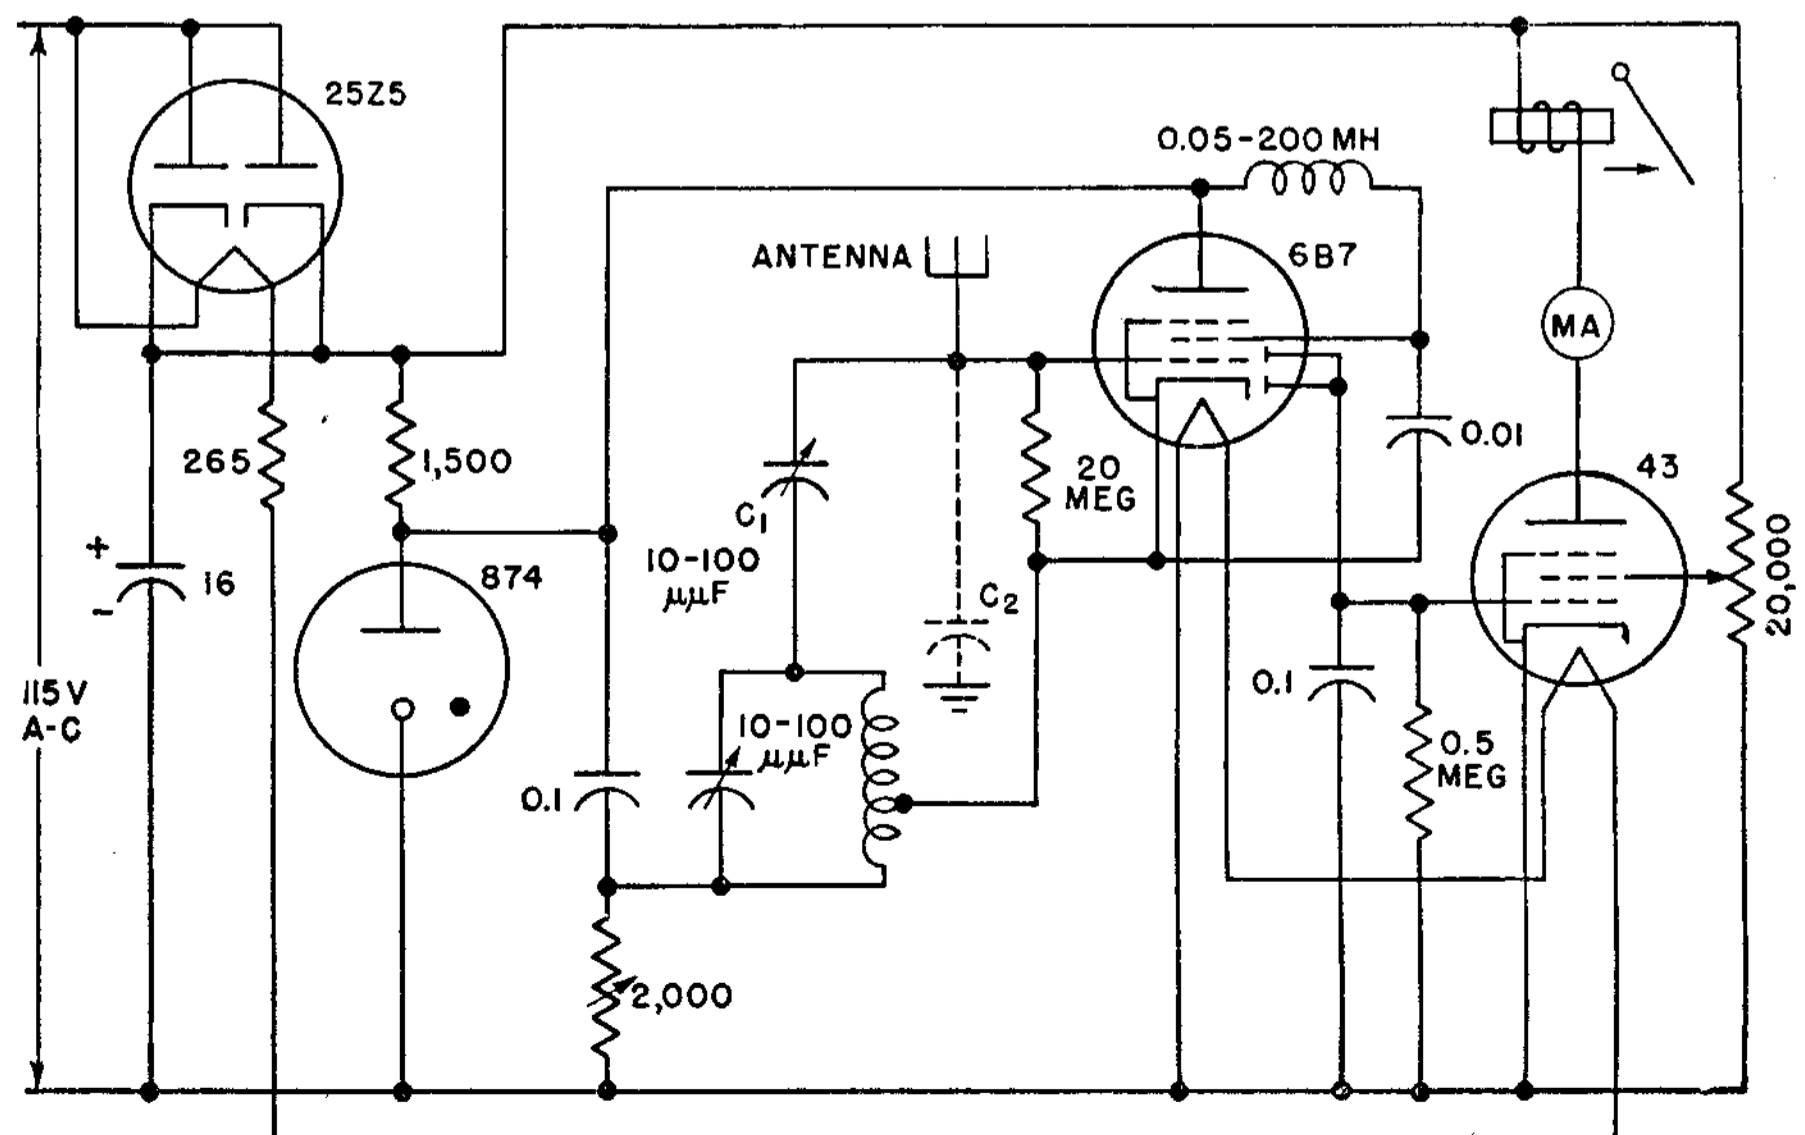 25Z5
0.05-200 MH
ANTENNA
6B7
MA
265
1,500
20
MEG
0.01
43
C1
10-100
μμF
+
-
16
874
C2
20,000
115 V
A-C
0.1
10-100
μμF
0.1
0.5
MEG
2,000